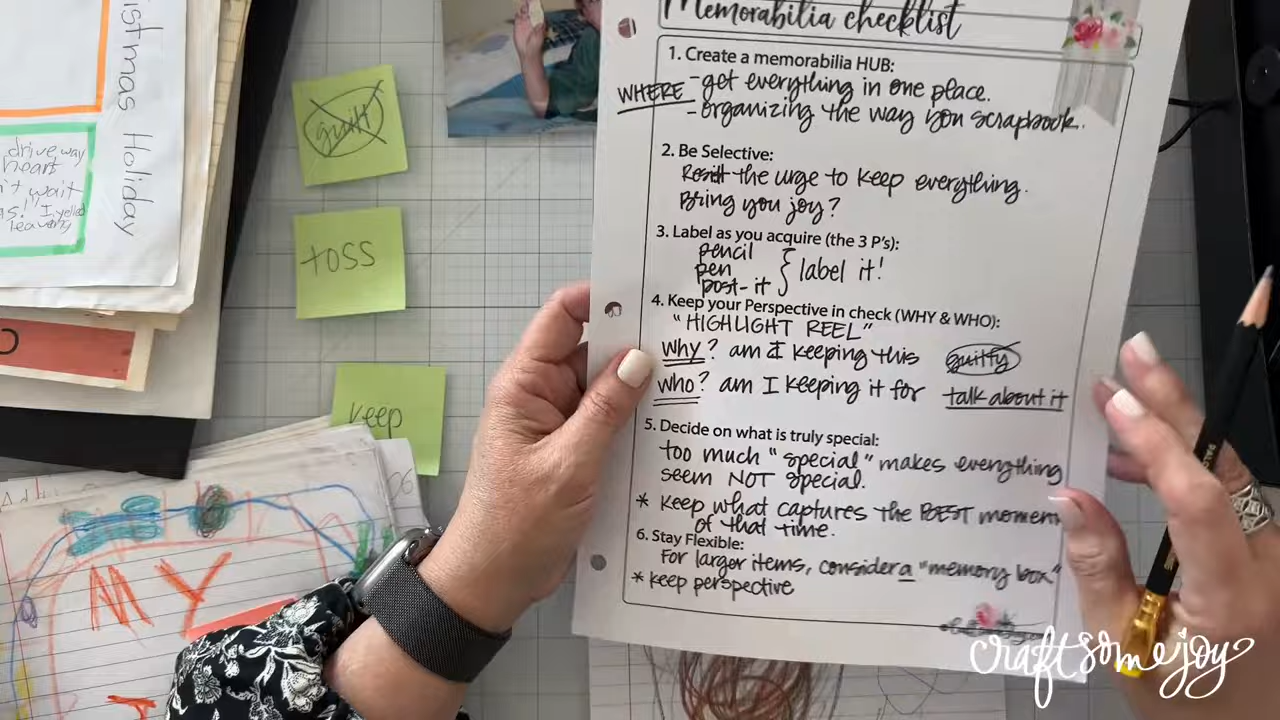 Memorabilia checklist
1. Create a memorabilia HUB:
WHERE - get everything in one place.
- organizing the way you scrapbook.
2. Be Selective:
Resist the urge to keep everything.
Bring you joy?
3. Label as you acquire (the 3 P's):
pencil
pen
post-it
label it!
4. Keep your Perspective in check (WHY & WHO):
"HIGHLIGHT REEL"
why? am I keeping this guilty
who? am I keeping it for talk about it
5. Decide on what is truly special:
too much "special" makes everything
seem NOT special.
* Keep what captures the BEST moment
of that time.
6. Stay Flexible:
For larger items, consider a "memory box"
* keep perspective
guilt
toss
keep
stmas Holiday
driveway
heart
't wait
as!" I yelled
MY
craftsomejoy